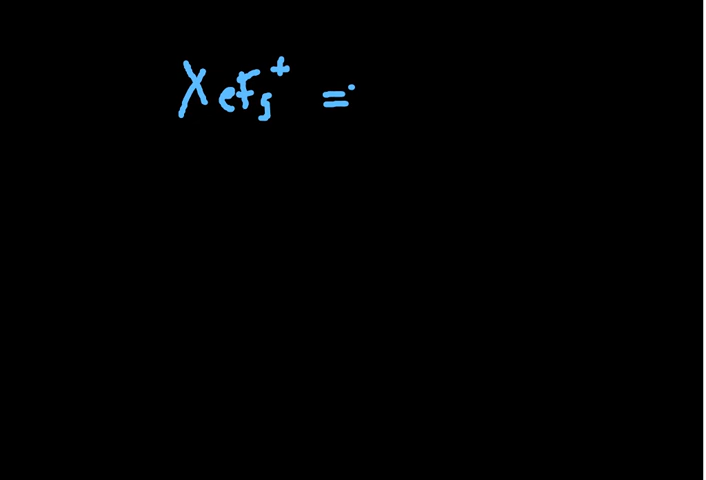 XeF₅⁺ =